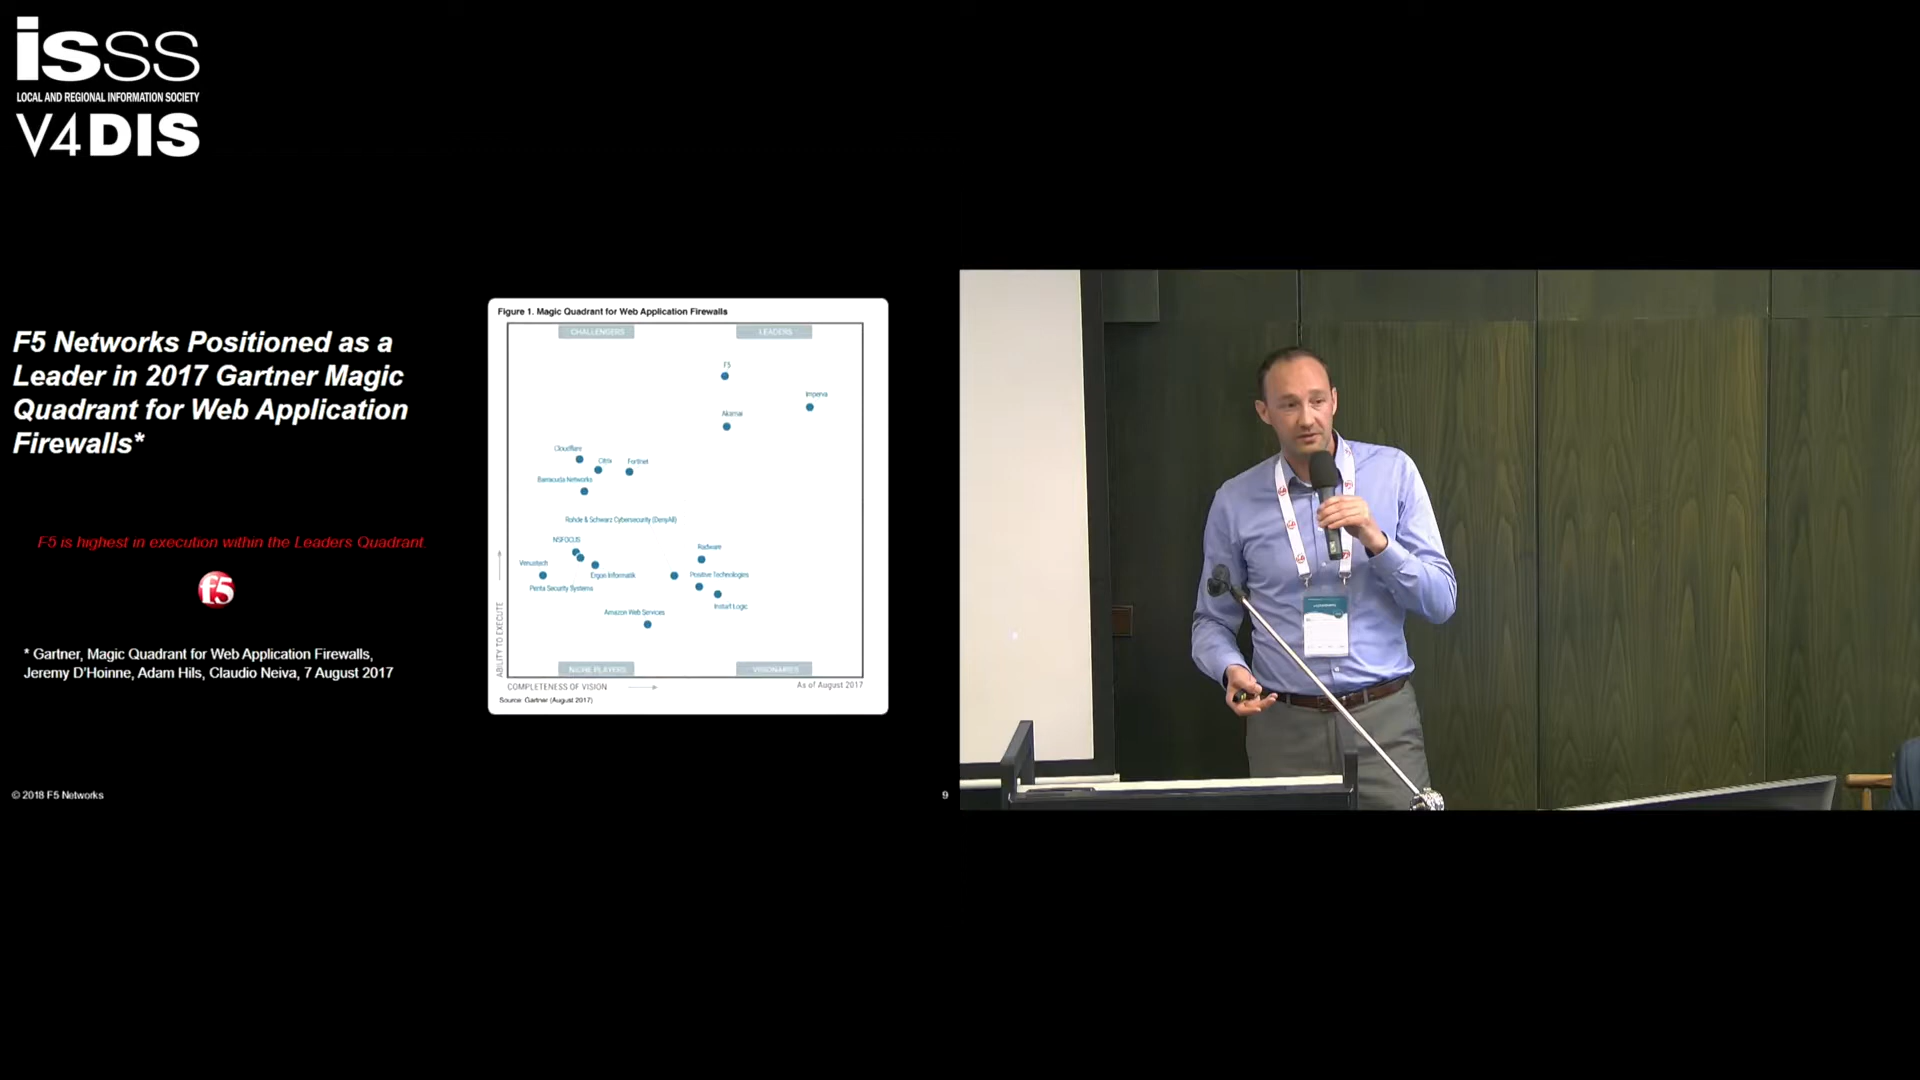 isss
LOCAL AND REGIONAL INFORMATION SOCIETY
V4DIS
F5 Networks Positioned as a
Leader in 2017 Gartner Magic
Quadrant for Web Application
Firewalls*
F5 is highest in execution within the Leaders Quadrant.
f5
* Gartner, Magic Quadrant for Web Application Firewalls,
Jeremy D'Hoinne, Adam Hils, Claudio Neiva, 7 August 2017
© 2018 F5 Networks
9
Figure 1. Magic Quadrant for Web Application Firewalls
CHALLENGERS
LEADERS
F5
Imperva
Akamai
Cloudflare
Citrix
Fortinet
Barracuda Networks
Rohde & Schwarz Cybersecurity (DenyAll)
NSFOCUS
Radware
Venustech
Ergon Informatik
Positive Technologies
Penta Security Systems
Instart Logic
Amazon Web Services
ABILITY TO EXECUTE
NICHE PLAYERS
VISIONARIES
COMPLETENESS OF VISION
As of August 2017
Source: Gartner (August 2017)